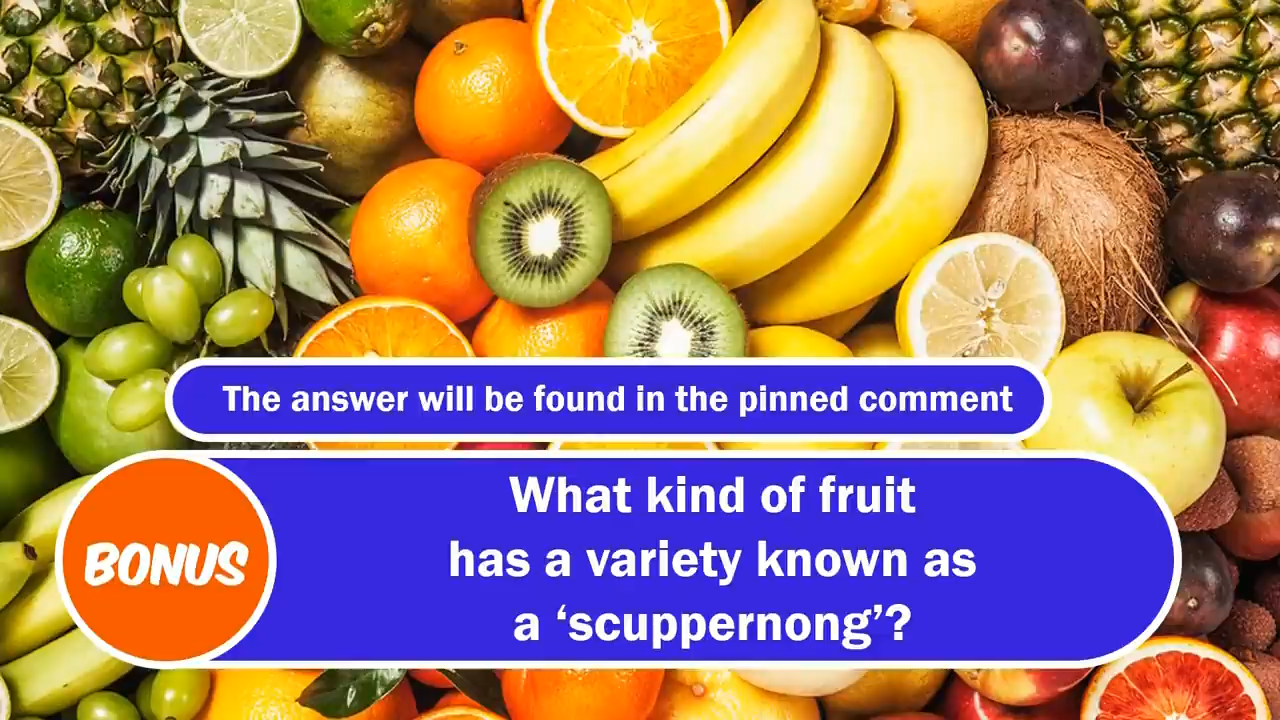 The answer will be found in the pinned comment
BONUS
What kind of fruit
has a variety known as
a ‘scuppernong’?